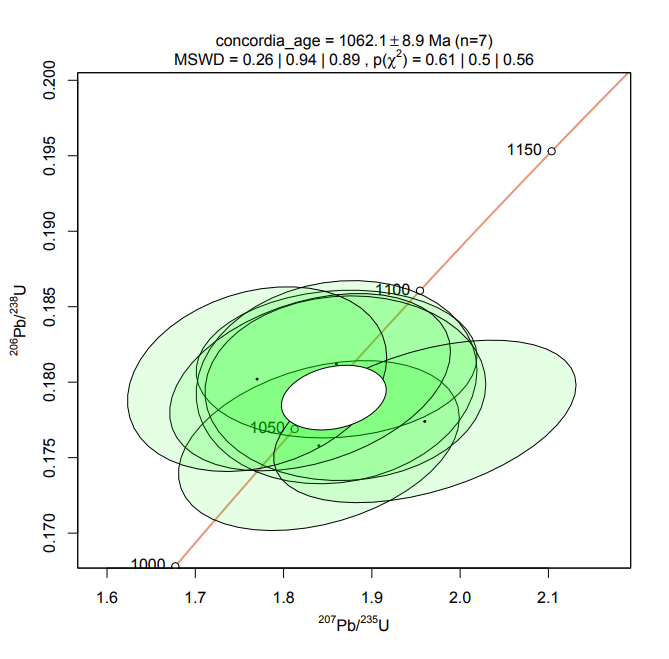 concordia_age = 1062.1 ± 8.9 Ma (n=7)
MSWD = 0.26 | 0.94 | 0.89 , p(χ²) = 0.61 | 0.5 | 0.56
0.200
0.195
0.190
0.185
0.180
0.175
0.170
²⁰⁶Pb/²³⁸U
1150
1100
1050
1000
1.6 1.7 1.8 1.9 2.0 2.1
²⁰⁷Pb/²³⁵U